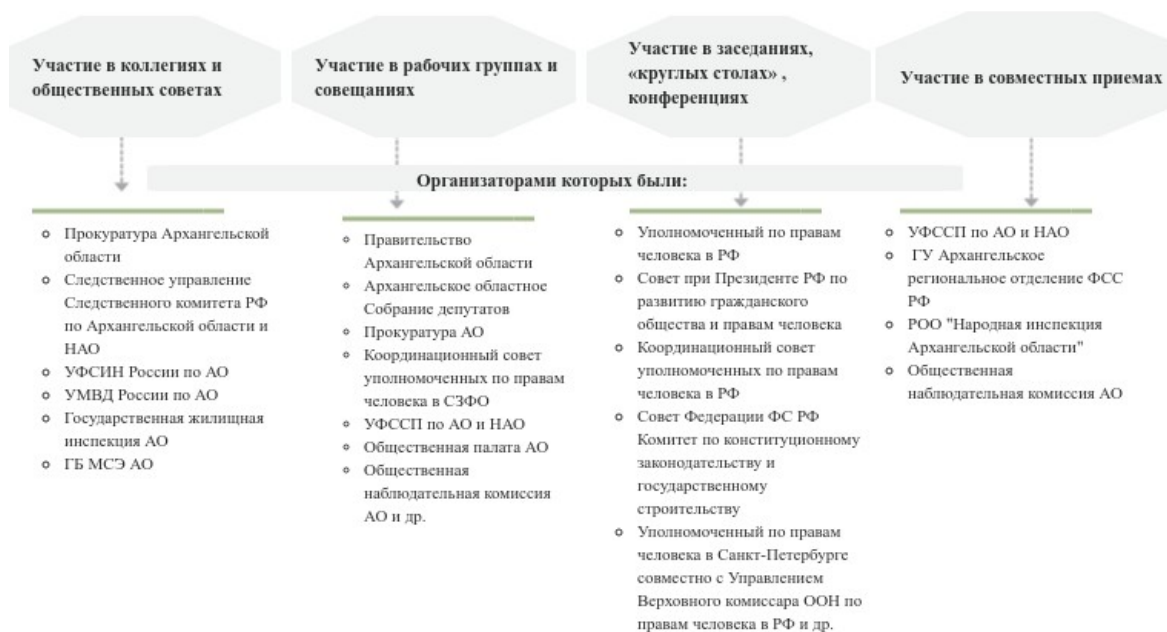 Участие в коллегиях и
общественных советах
Участие в рабочих группах и
совещаниях
Участие в заседаниях,
«круглых столах» ,
конференциях
Участие в совместных приемах
Организаторами которых были:
Прокуратура Архангельской
области
Следственное управление
Следственного комитета РФ
по Архангельской области и
НАО
УФСИН России по АО
УМВД России по АО
Государственная жилищная
инспекция АО
ГБ МСЭ АО
Правительство
Архангельской области
Архангельское областное
Собрание депутатов
Прокуратура АО
Координационный совет
уполномоченных по правам
человека в СЗФО
УФССП по АО и НАО
Общественная палата АО
Общественная
наблюдательная комиссия
АО и др.
Уполномоченный по правам
человека в РФ
Совет при Президенте РФ по
развитию гражданского
общества и правам человека
Координационный совет
уполномоченных по правам
человека в РФ
Совет Федерации ФС РФ
Комитет по конституционному
законодательству и
государственному
строительству
Уполномоченный по правам
человека в Санкт-Петербурге
совместно с Управлением
Верховного комиссара ООН по
правам человека в РФ и др.
УФССП по АО и НАО
ГУ Архангельское
региональное отделение ФСС
РФ
РОО "Народная инспекция
Архангельской области"
Общественная
наблюдательная комиссия АО